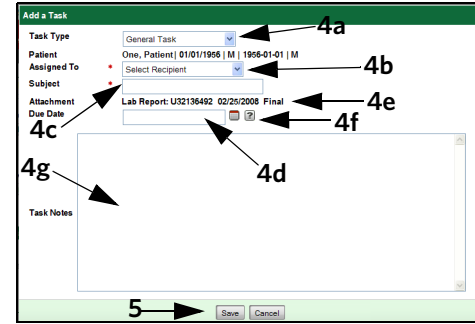 Add a Task
Task Type General Task 4a
Patient One, Patient| 01/01/1956 | M | 1956-01-01 | M
Assigned To * Select Recipient 4b
Subject *
4c
Attachment Lab Report: U32136492 02/25/2008 Final 4e
Due Date ? 4f
4d
4g
Task Notes
5 Save Cancel